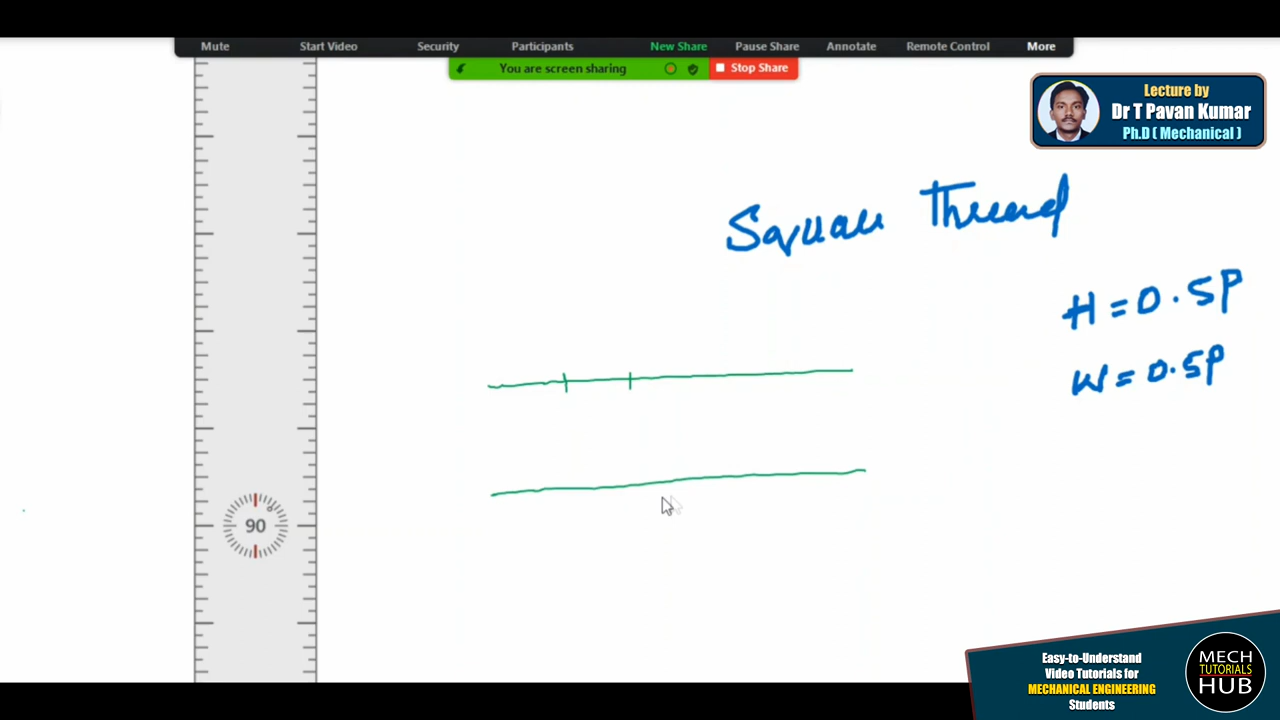 Mute Start Video Security Participants New Share Pause Share Annotate Remote Control More
You are screen sharing Stop Share
Lecture by
Dr T Pavan Kumar
Ph.D ( Mechanical )
Square Thread
H = 0.5P
W = 0.5P
90
Easy-to-Understand
Video Tutorials for
MECHANICAL ENGINEERING
Students
MECH
TUTORIALS
HUB